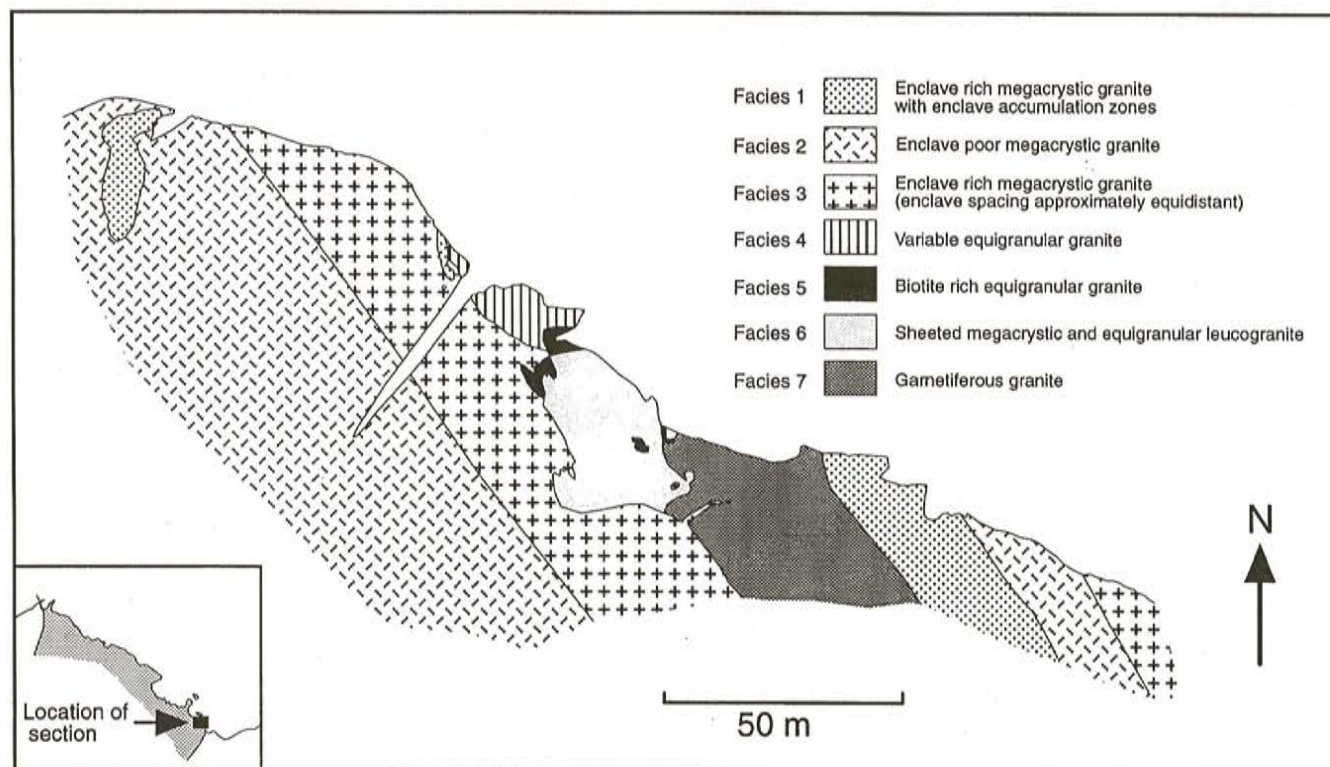 Facies 1 Enclave rich megacrystic granite
with enclave accumulation zones
Facies 2 Enclave poor megacrystic granite
Facies 3 Enclave rich megacrystic granite
(enclave spacing approximately equidistant)
Facies 4 Variable equigranular granite
Facies 5 Biotite rich equigranular granite
Facies 6 Sheeted megacrystic and equigranular leucogranite
Facies 7 Garnetiferous granite
N
50 m
Location of
section